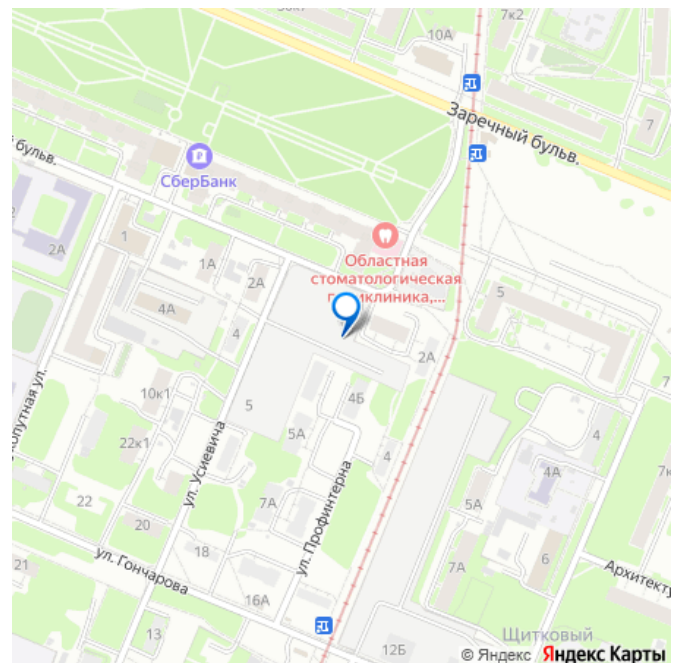 7к2
10А
Заречный бульв.
7
бульв.
СберБанк
2
2А
1
1А
2А
4А
4
Областная
стоматологическая
поликлиника,...
5
2А
7
10к1
5
4Б
5А
4
4
22к1
ул. Усиевича
4А
7к
22
7А
ул. Профинтерна
5А
20
18
ул. Гончарова
21
16А
7А
6
Архитекту
13
12Б
Щитковый
© Яндекс Яндекс Карты